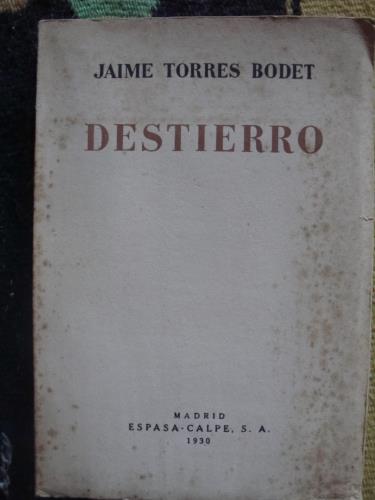 JAIME TORRES BODET
DESTIERRO
MADRID
ESPASA-CALPE, S. A.
1930